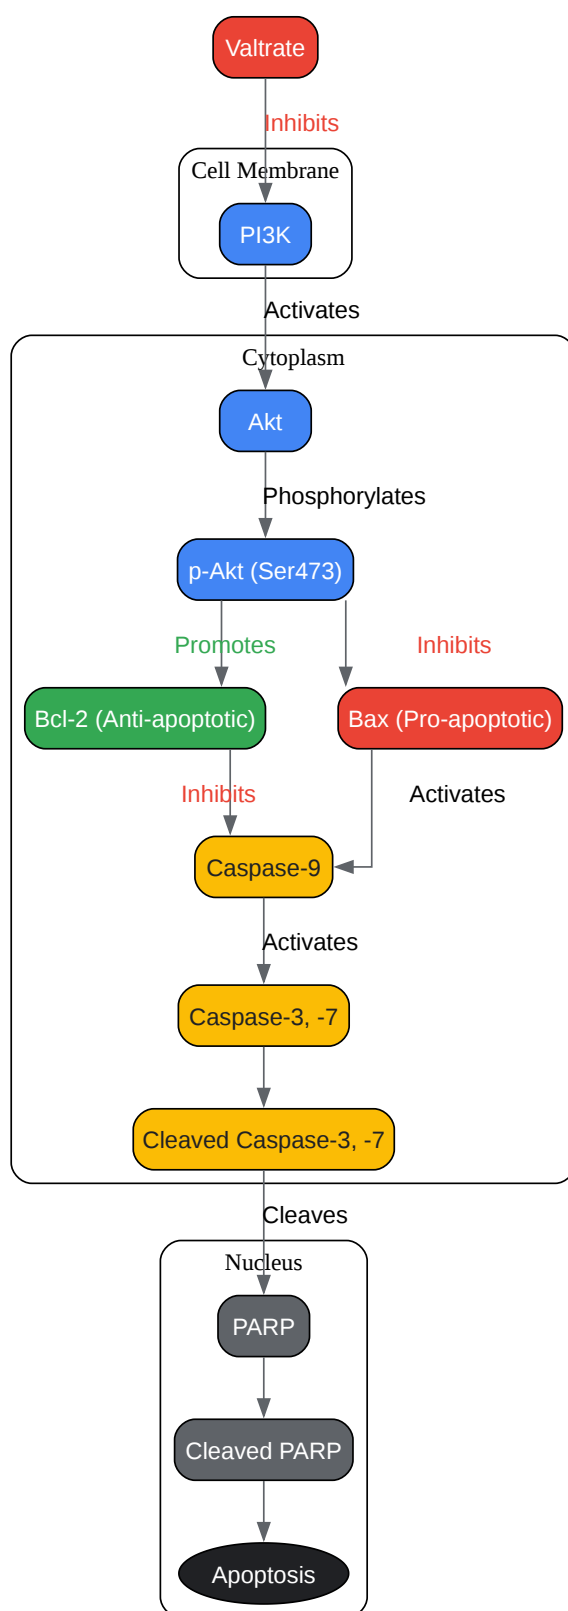 Valtrate
Inhibits
Cell Membrane
PI3K
Activates
Cytoplasm
Akt
Phosphorylates
p-Akt (Ser473)
Promotes
Inhibits
Bcl-2 (Anti-apoptotic)
Bax (Pro-apoptotic)
Inhibits
Activates
Caspase-9
Activates
Caspase-3, -7
Cleaved Caspase-3, -7
Cleaves
Nucleus
PARP
Cleaved PARP
Apoptosis